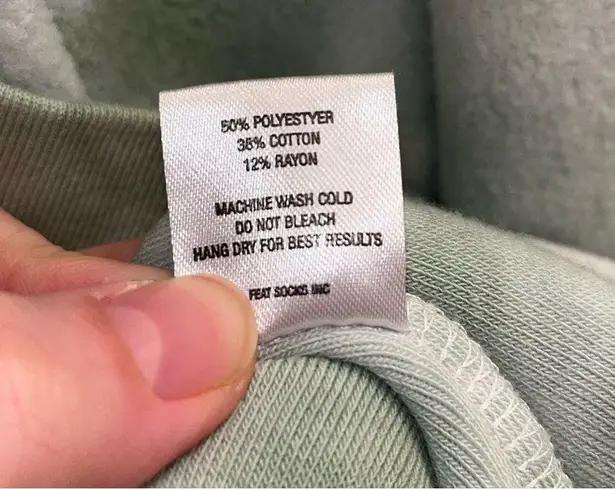 50% POLYESTYER
38% COTTON
12% RAYON
MACHINE WASH COLD
DO NOT BLEACH
HANG DRY FOR BEST RESULTS
FEAT SOCKS INC